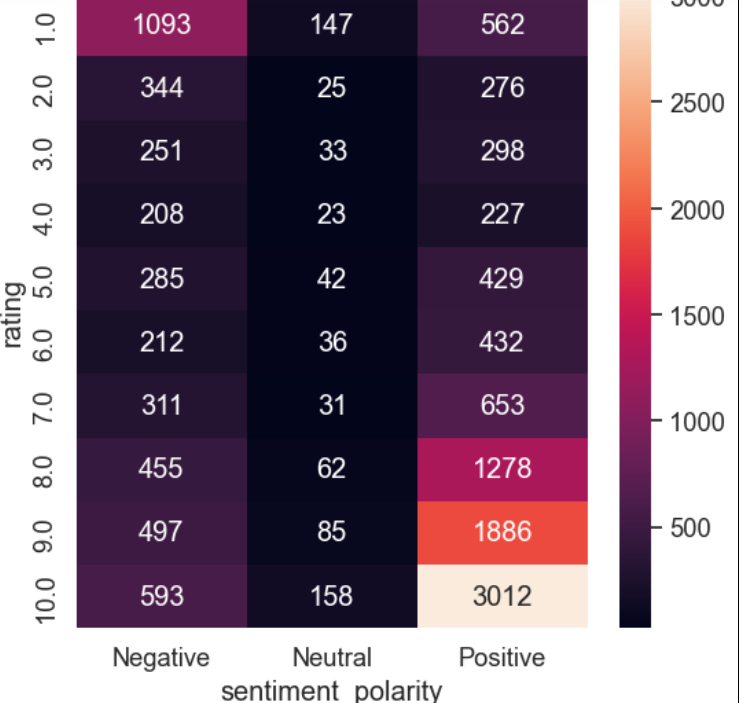 3000
1.0 1093 147 562
2.0 344 25 276
2500
3.0 251 33 298
4.0 208 23 227
2000
5.0 285 42 429
rating
1500
6.0 212 36 432
7.0 311 31 653
1000
8.0 455 62 1278
9.0 497 85 1886
500
10.0 593 158 3012
Negative Neutral Positive
sentiment_polarity